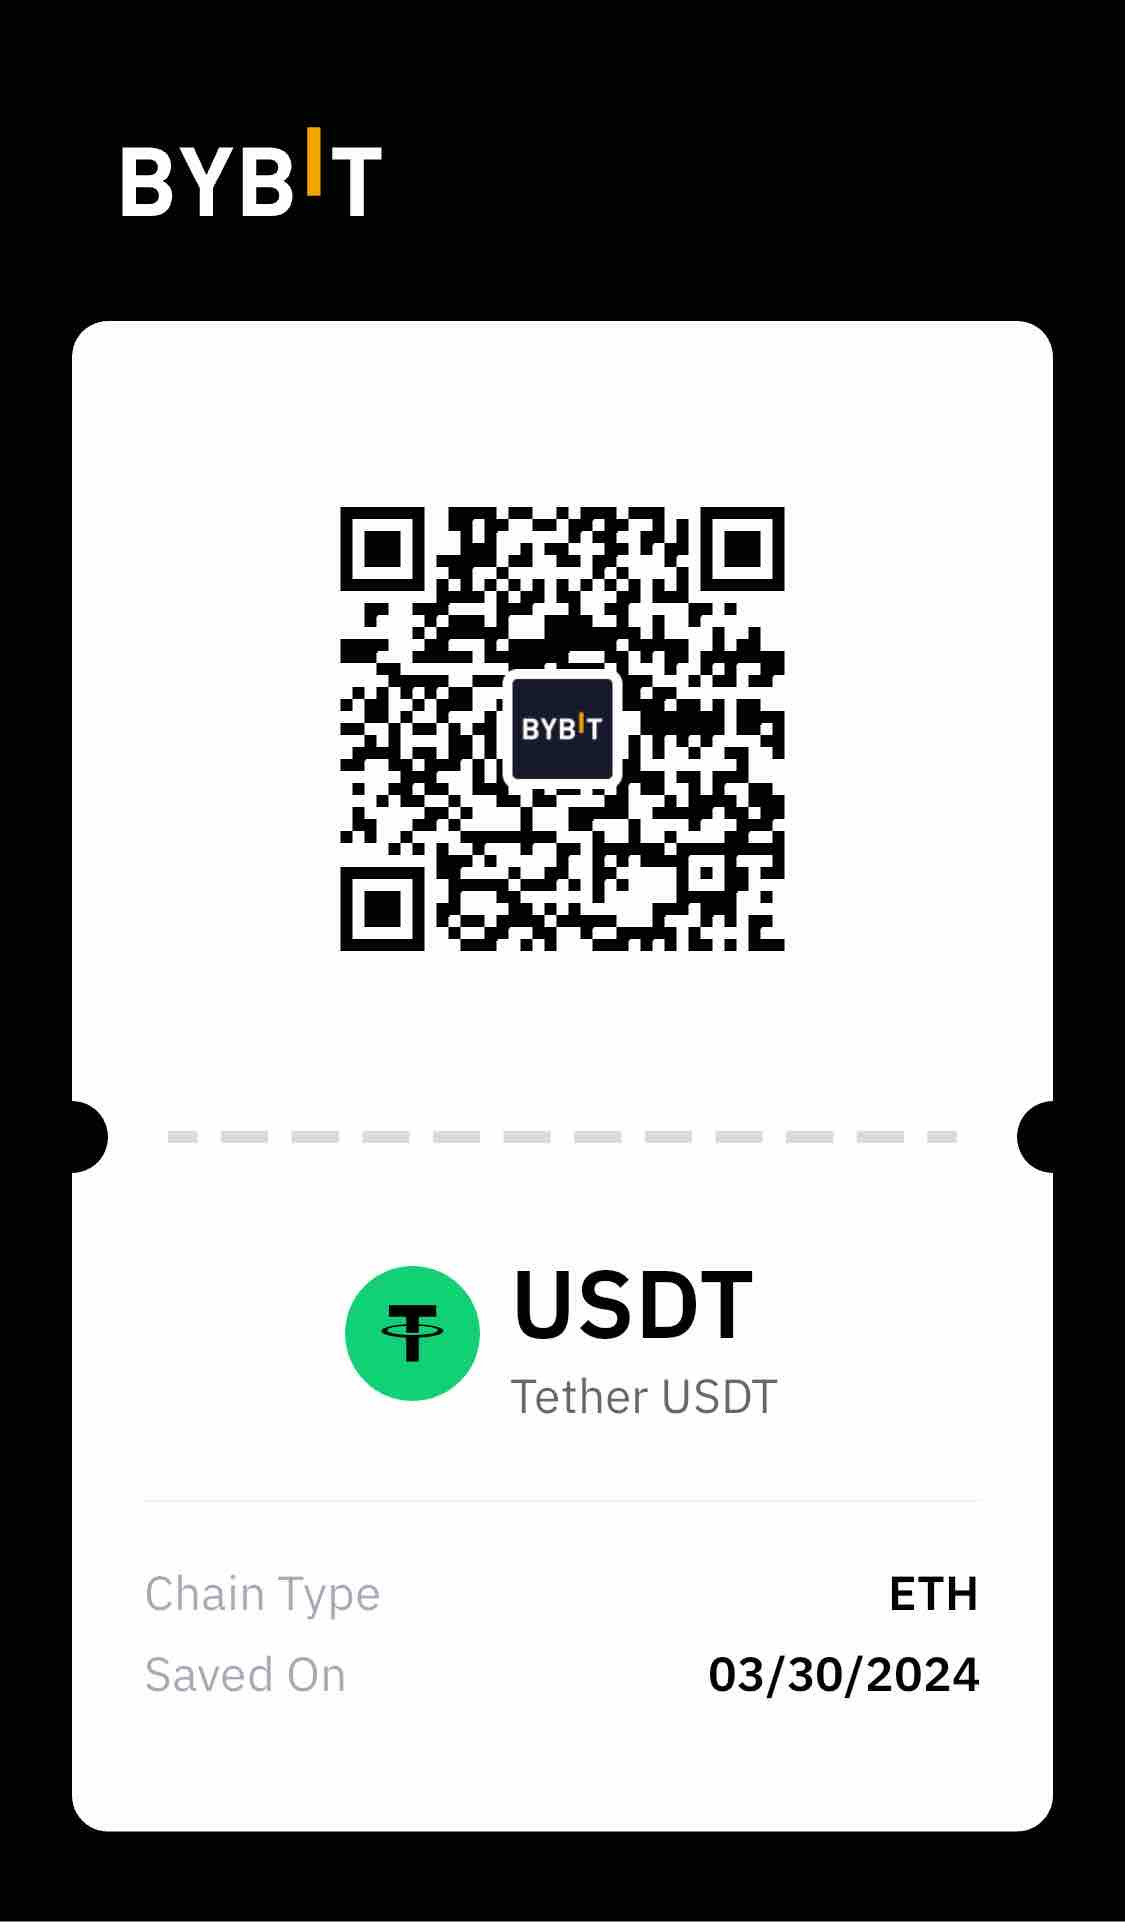 BYBIT
BYBIT
USDT
Tether USDT
Chain Type ETH
Saved On 03/30/2024